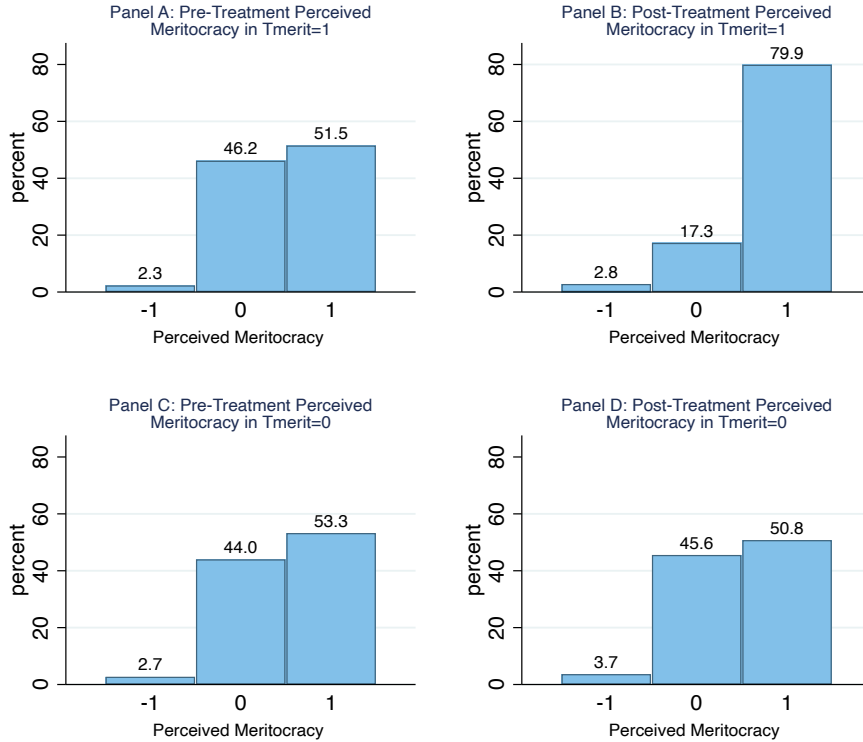 Panel A: Pre-Treatment Perceived
Meritocracy in Tmerit=1
percent
80
60
40
20
0
2.3
46.2
51.5
-1
0
1
Perceived Meritocracy
Panel B: Post-Treatment Perceived
Meritocracy in Tmerit=1
percent
80
60
40
20
0
2.8
17.3
79.9
-1
0
1
Perceived Meritocracy
Panel C: Pre-Treatment Perceived
Meritocracy in Tmerit=0
percent
80
60
40
20
0
2.7
44.0
53.3
-1
0
1
Perceived Meritocracy
Panel D: Post-Treatment Perceived
Meritocracy in Tmerit=0
percent
80
60
40
20
0
3.7
45.6
50.8
-1
0
1
Perceived Meritocracy